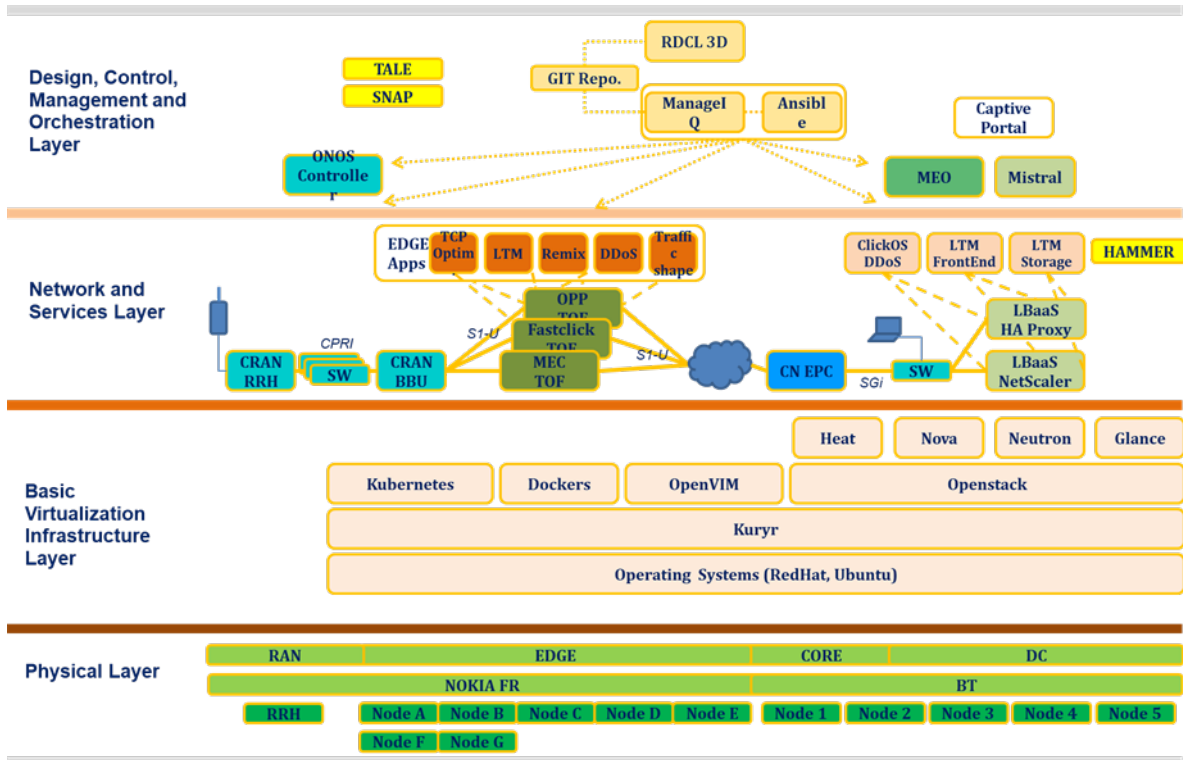 Design, Control,
Management and
Orchestration
Layer
TALE
SNAP
RDCL 3D
GIT Repo.
ManageI
Q
Ansibl
e
Captive
Portal
ONOS
Controlle
r
MEO
Mistral
Network and
Services Layer
EDGE
Apps
TCP
Optim
.
LTM
Remix
DDoS
Traffi
c
shape
ClickOS
DDoS
LTM
FrontEnd
LTM
Storage
HAMMER
OPP
TOF
Fastclick
TOF
MEC
TOF
S1-U
S1-U
CPRI
CRAN
RRH
SW
CRAN
BBU
CN EPC
SGi
SW
LBaaS
HA Proxy
LBaaS
NetScaler
Basic
Virtualization
Infrastructure
Layer
Heat
Nova
Neutron
Glance
Kubernetes
Dockers
OpenVIM
Openstack
Kuryr
Operating Systems (RedHat, Ubuntu)
Physical Layer
RAN
EDGE
CORE
DC
NOKIA FR
BT
RRH
Node A
Node B
Node C
Node D
Node E
Node 1
Node 2
Node 3
Node 4
Node 5
Node F
Node G